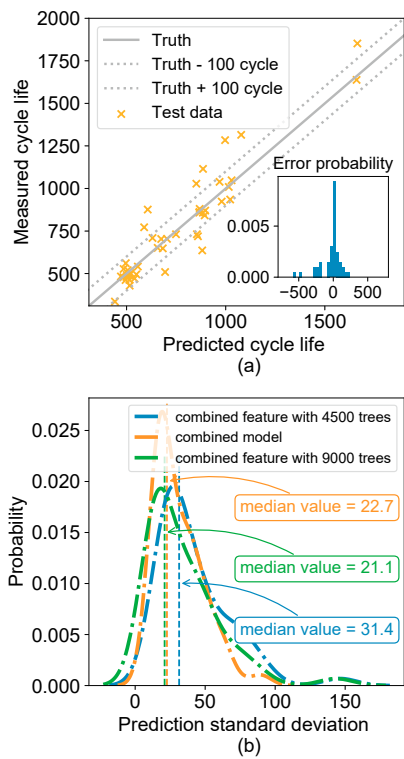 2000
1750
1500
1250
1000
750
500
Measured cycle life
Truth
Truth - 100 cycle
Truth + 100 cycle
Test data
Error probability
0.005
0.000
−500 0 500
500 1000 1500
Predicted cycle life
(a)
combined feature with 4500 trees
combined model
combined feature with 9000 trees
0.025
0.020
0.015
0.010
0.005
0.000
Probability
median value = 22.7
median value = 21.1
median value = 31.4
0 50 100 150
Prediction standard deviation
(b)